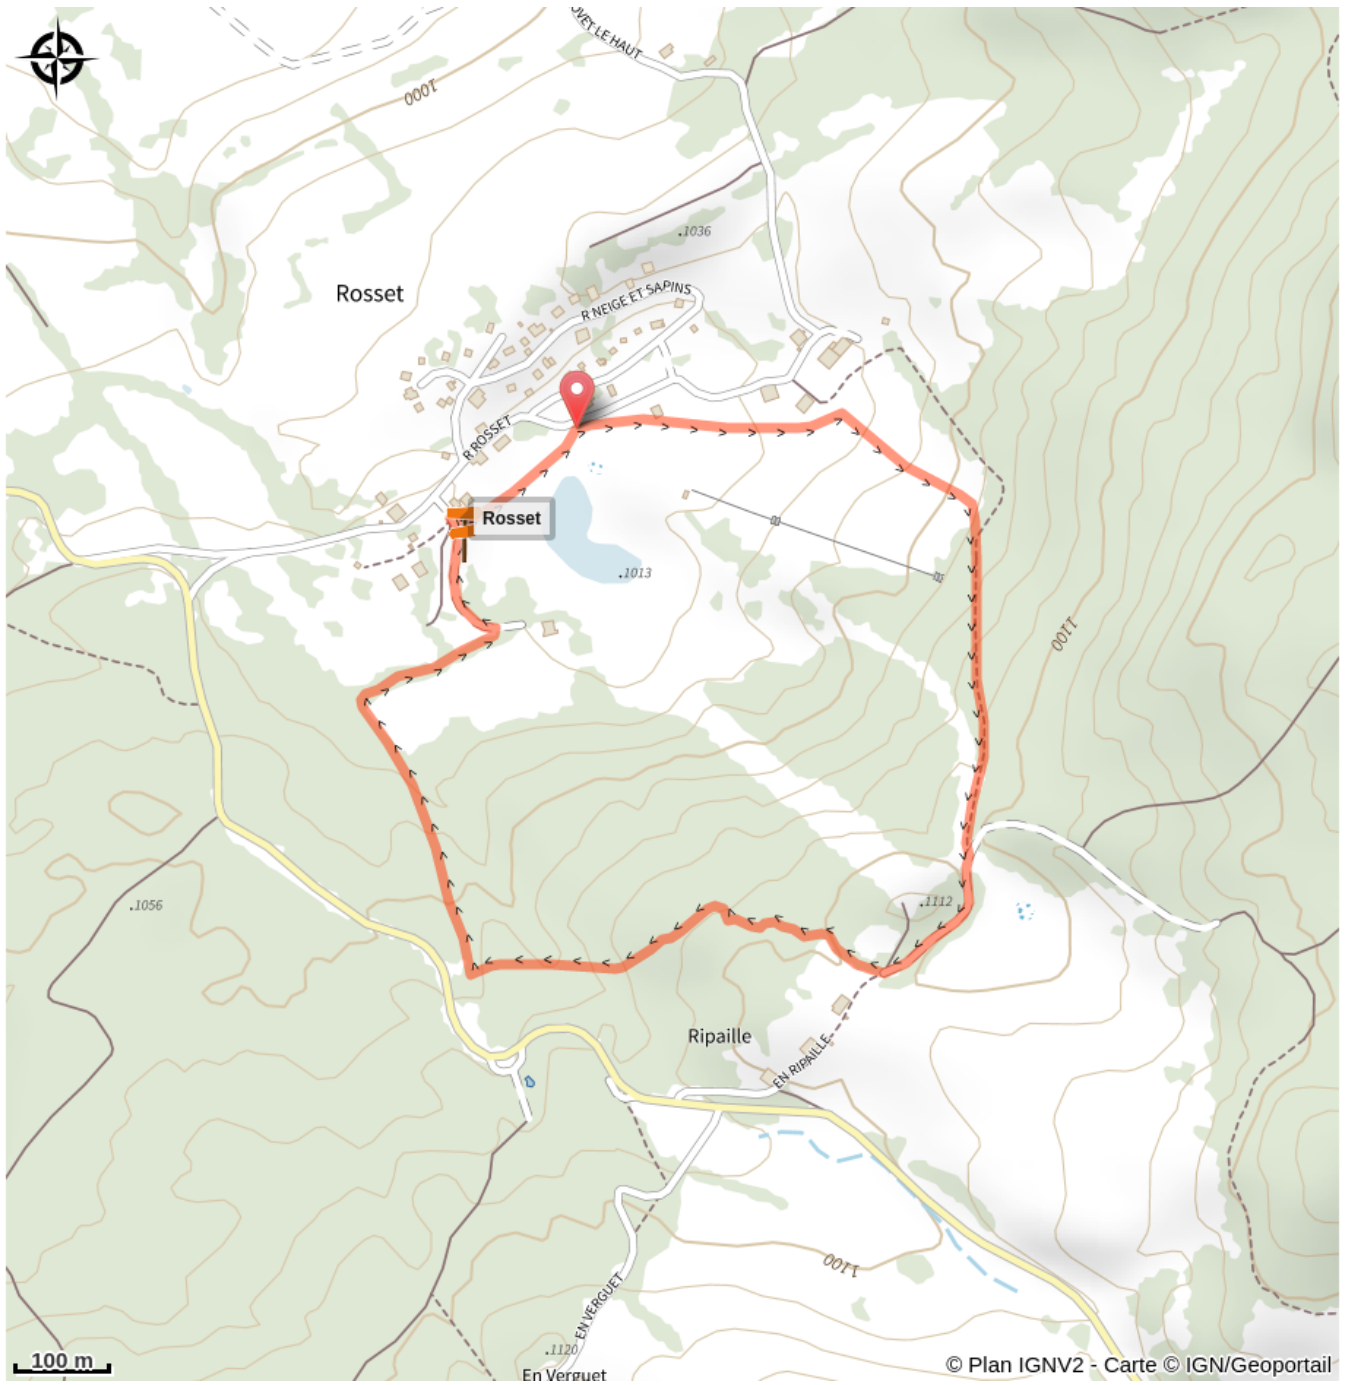 OVET LE HAUT
1000
.1036
Rosset
R NEIGE ET SAPINS
R ROSSET
Rosset
.1013
1100
.1112
.1056
Ripaille
EN RIPAILLE
1100
EN VERGUET
.1120
En Verguet
100 m
© Plan IGNV2 - Carte © IGN/Geoportail